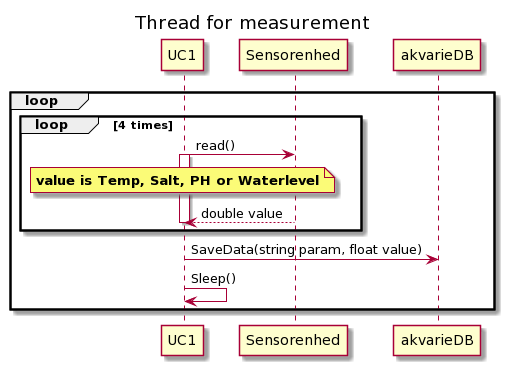 Thread for measurement
UC1
Sensorenhed
akvarieDB
loop
loop
[4 times]
read()
value is Temp, Salt, PH or Waterlevel
double value
SaveData(string param, float value)
Sleep()
UC1
Sensorenhed
akvarieDB